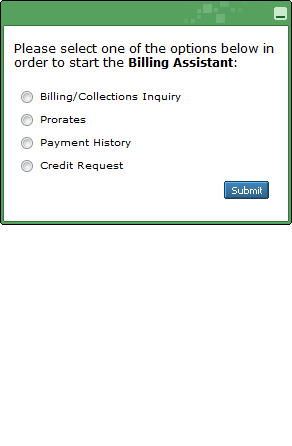 Please select one of the options below in
order to start the Billing Assistant:
Billing/Collections Inquiry
Prorates
Payment History
Credit Request
Submit